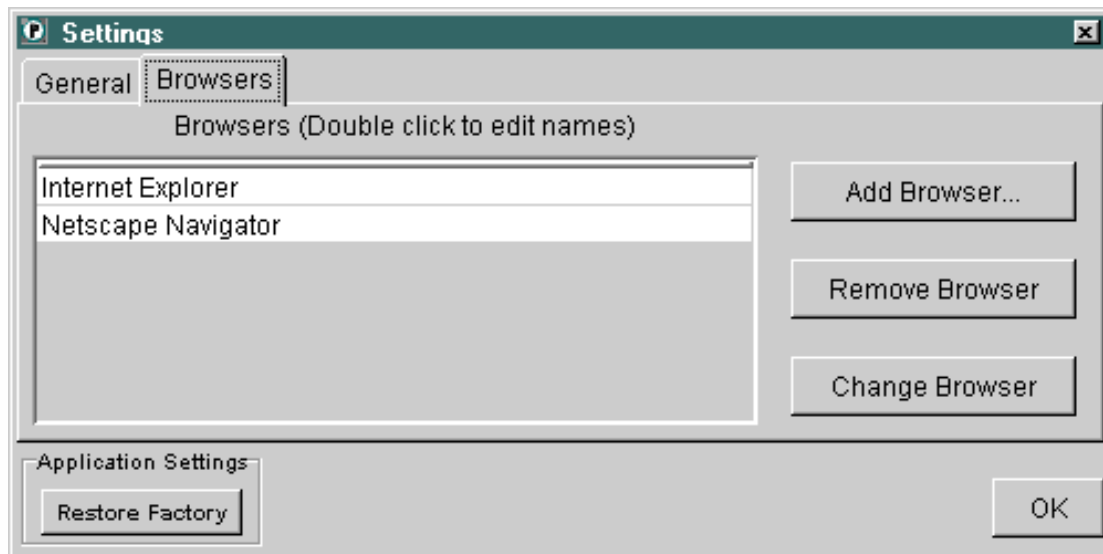 Settings
General
Browsers
Browsers (Double click to edit names)
Internet Explorer
Netscape Navigator
Add Browser...
Remove Browser
Change Browser
Application Settings
Restore Factory
OK